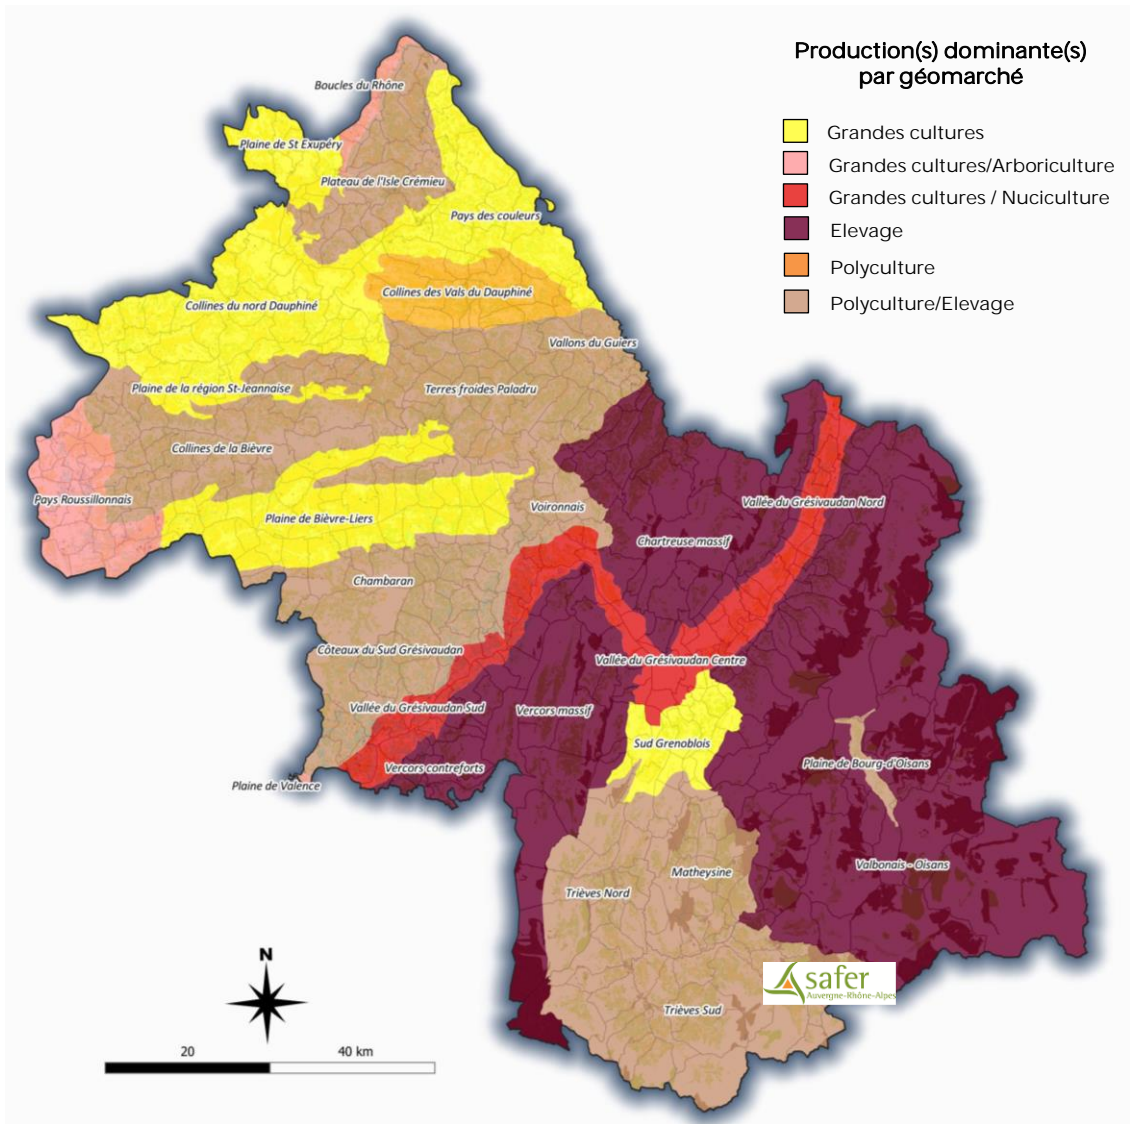 Production(s) dominante(s)
par géomarché
Grandes cultures
Grandes cultures/Arboriculture
Grandes cultures / Nuciculture
Elevage
Polyculture
Polyculture/Elevage
Boucles du Rhône
Plaine de St Exupéry
Plateau de l'Isle Crémieu
Pays des couleurs
Collines des Vals du Dauphiné
Collines du nord Dauphiné
Vallons du Guiers
Plaine de la région St-Jeannaise
Terres froides Paladru
Collines de la Bièvre
Pays Roussillonnais
Vallée du Grésivaudan Nord
Voironnais
Plaine de Bièvre-Liers
Chartreuse massif
Chambaran
Côteaux du Sud Grésivaudan
Vallée du Grésivaudan Centre
Vallée du Grésivaudan Sud
Vercors massif
Sud Grenoblois
Plaine de Bourg-d'Oisans
Vercors contreforts
Plaine de Valence
Valbonais - Oisans
Matheysine
Trièves Nord
Trièves Sud
safer
Auvergne-Rhône-Alpes
N
20
40 km